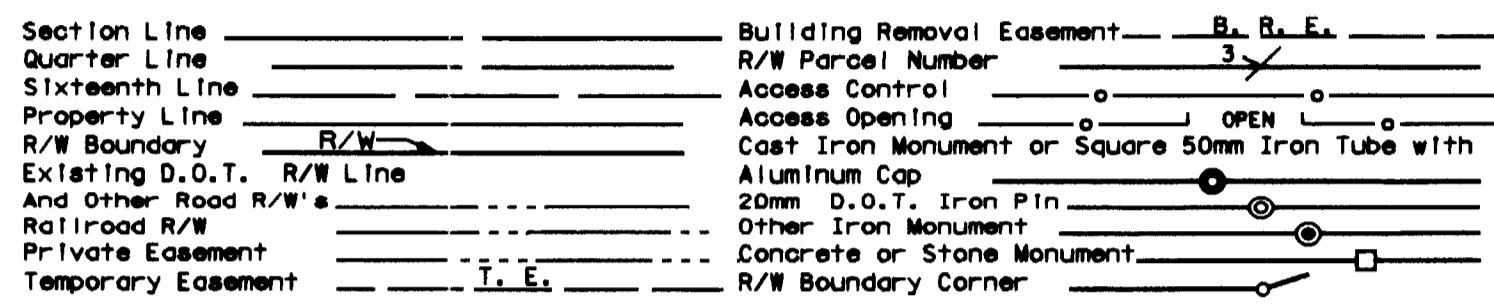 Section Line
Quarter Line
Sixteenth Line
Property Line
R/W Boundary R/W
Existing D.O.T. R/W Line
And Other Road R/W's
Railroad R/W
Private Easement
Temporary Easement T. E.
Building Removal Easement B. R. E.
R/W Parcel Number 3
Access Control
Access Opening OPEN
Cast Iron Monument or Square 50mm Iron Tube with
Aluminum Cap
20mm D.O.T. Iron Pin
Other Iron Monument
Concrete or Stone Monument
R/W Boundary Corner